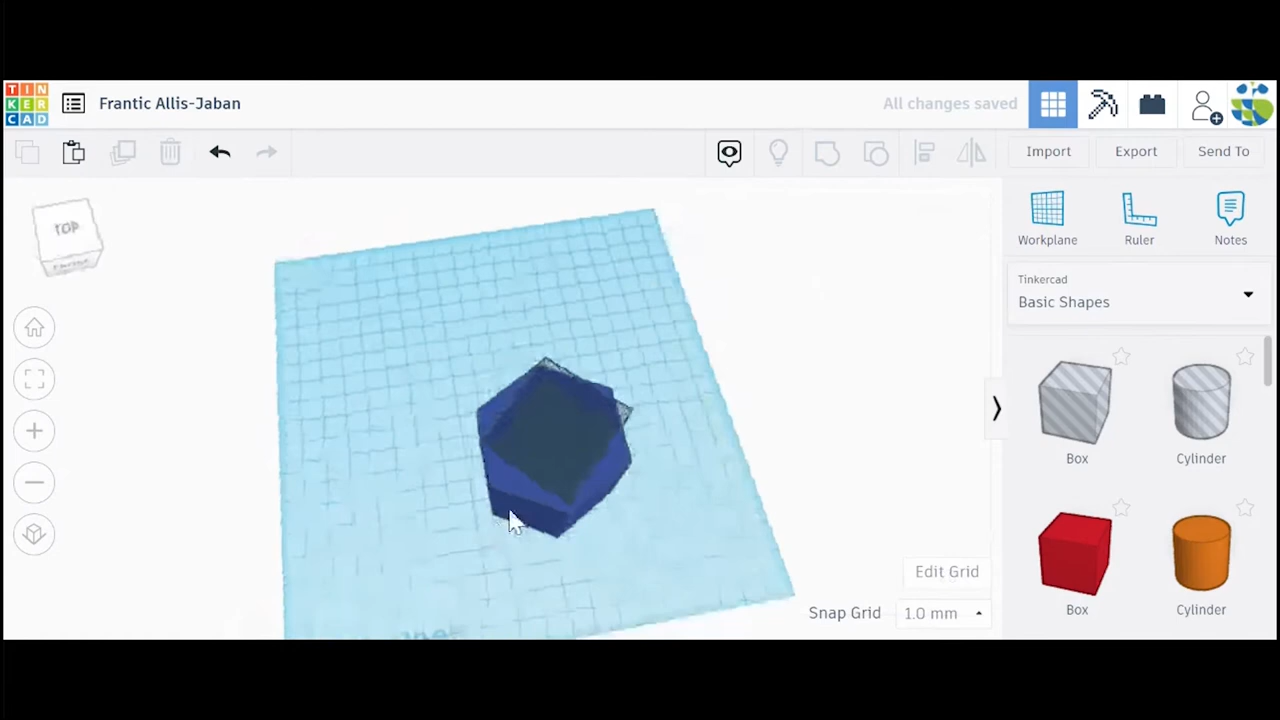 TIN
KER
CAD
Frantic Allis-Jaban
All changes saved
Import
Export
Send To
TOP
Workplane
Ruler
Notes
Tinkercad
Basic Shapes
Box
Cylinder
Box
Cylinder
Edit Grid
Snap Grid
1.0 mm